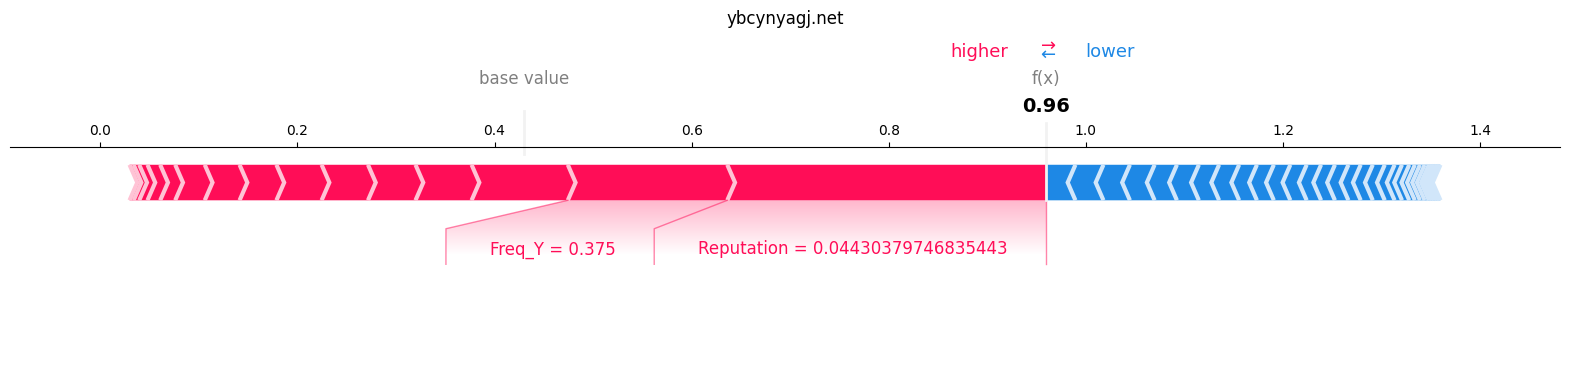 ybcynyagj.net
higher ⇄ lower
base value f(x)
0.96
0.0 0.2 0.4 0.6 0.8 1.0 1.2 1.4
Freq_Y = 0.375 Reputation = 0.04430379746835443